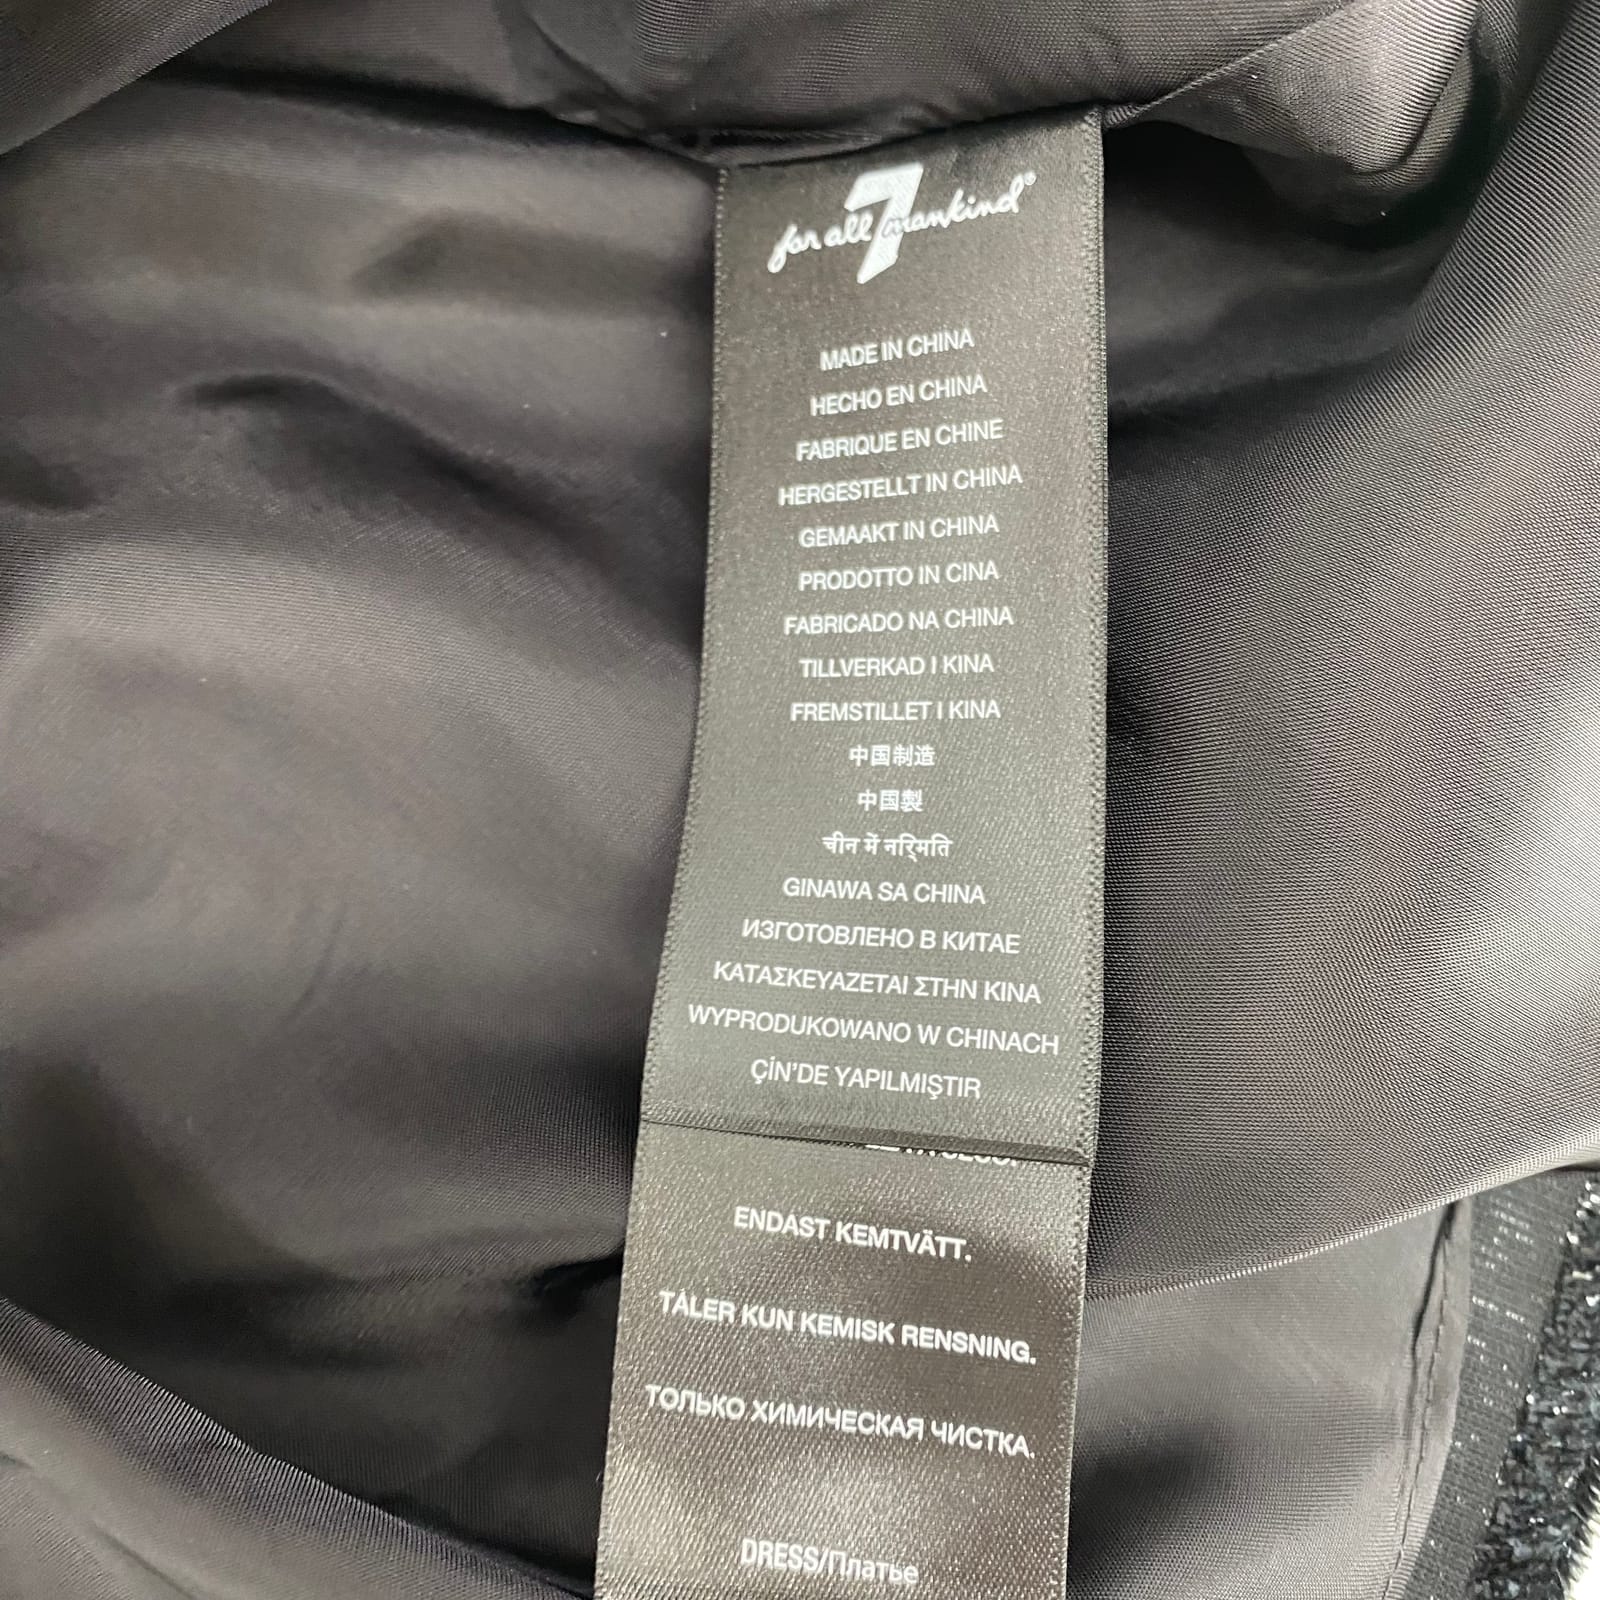 7
for all mankind®
MADE IN CHINA
HECHO EN CHINA
FABRIQUE EN CHINE
HERGESTELLT IN CHINA
GEMAAKT IN CHINA
PRODOTTO IN CINA
FABRICADO NA CHINA
TILLVERKAD I KINA
FREMSTILLET I KINA
中国制造
中国製
चीन में नरि्मति
GINAWA SA CHINA
ИЗГОТОВЛЕНО В КИТАЕ
ΚΑΤΑΣΚΕΥΑΖΕΤΑΙ ΣΤΗΝ ΚΙΝΑ
WYPRODUKOWANO W CHINACH
ÇİN'DE YAPILMIŞTIR
ENDAST KEMTVÄTT.
TÅLER KUN KEMISK RENSNING.
ТОЛЬКО ХИМИЧЕСКАЯ ЧИСТКА.
DRESS/Платье